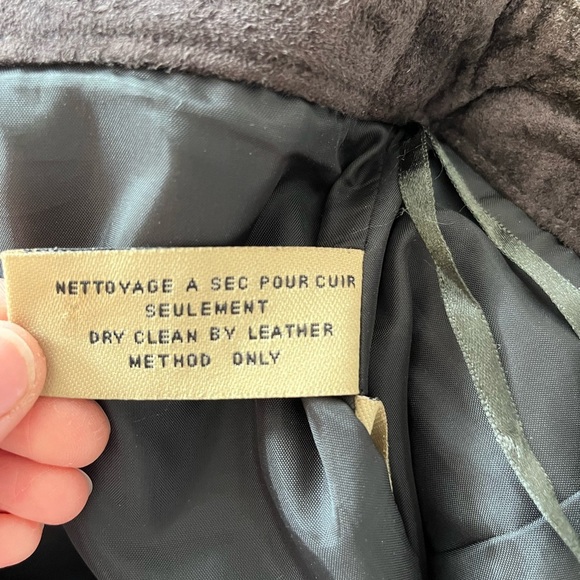 NETTOYAGE A SEC POUR CUIR
SEULEMENT
DRY CLEAN BY LEATHER
METHOD ONLY